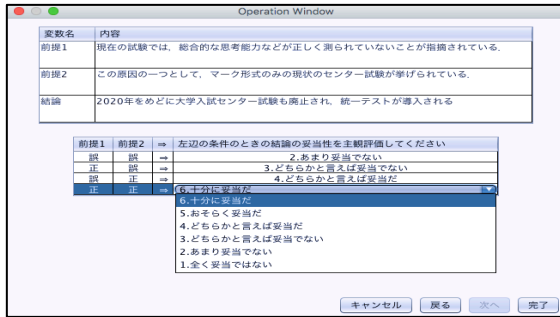 Operation Window
変数名 内容
前提1 現在の試験では, 総合的な思考能力などが正しく測られていないことが指摘されている.
前提2 この原因の一つとして, マーク形式のみの現状のセンター試験が挙げられている.
結論 2020年をめどに大学入試センター試験も廃止され, 統一テストが導入される
前提1 前提2 ⇒ 左辺の条件のときの結論の妥当性を主観評価してください
誤 誤 ⇒ 2.あまり妥当でない
正 誤 ⇒ 3.どちらかと言えば妥当でない
誤 正 ⇒ 4.どちらかと言えば妥当だ
正 正 ⇒ 6.十分に妥当だ
6.十分に妥当だ
5.おそらく妥当だ
4.どちらかと言えば妥当だ
3.どちらかと言えば妥当でない
2.あまり妥当でない
1.全く妥当ではない
キャンセル 戻る 次へ 完了